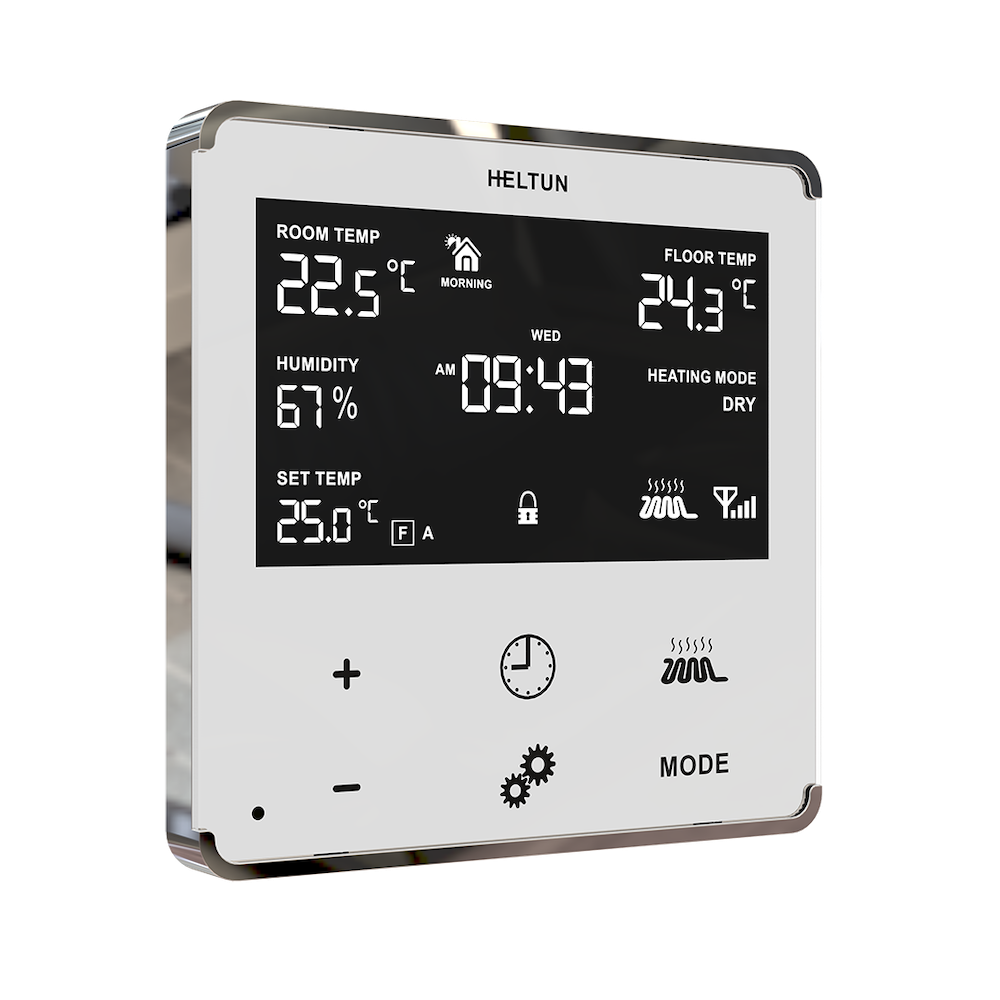 HELTUN
ROOM TEMP
22.5 °C
MORNING
FLOOR TEMP
24.3 °C
WED
AM 09:43
HUMIDITY
67 %
HEATING MODE
DRY
SET TEMP
25.0 °C
F A
+
−
MODE